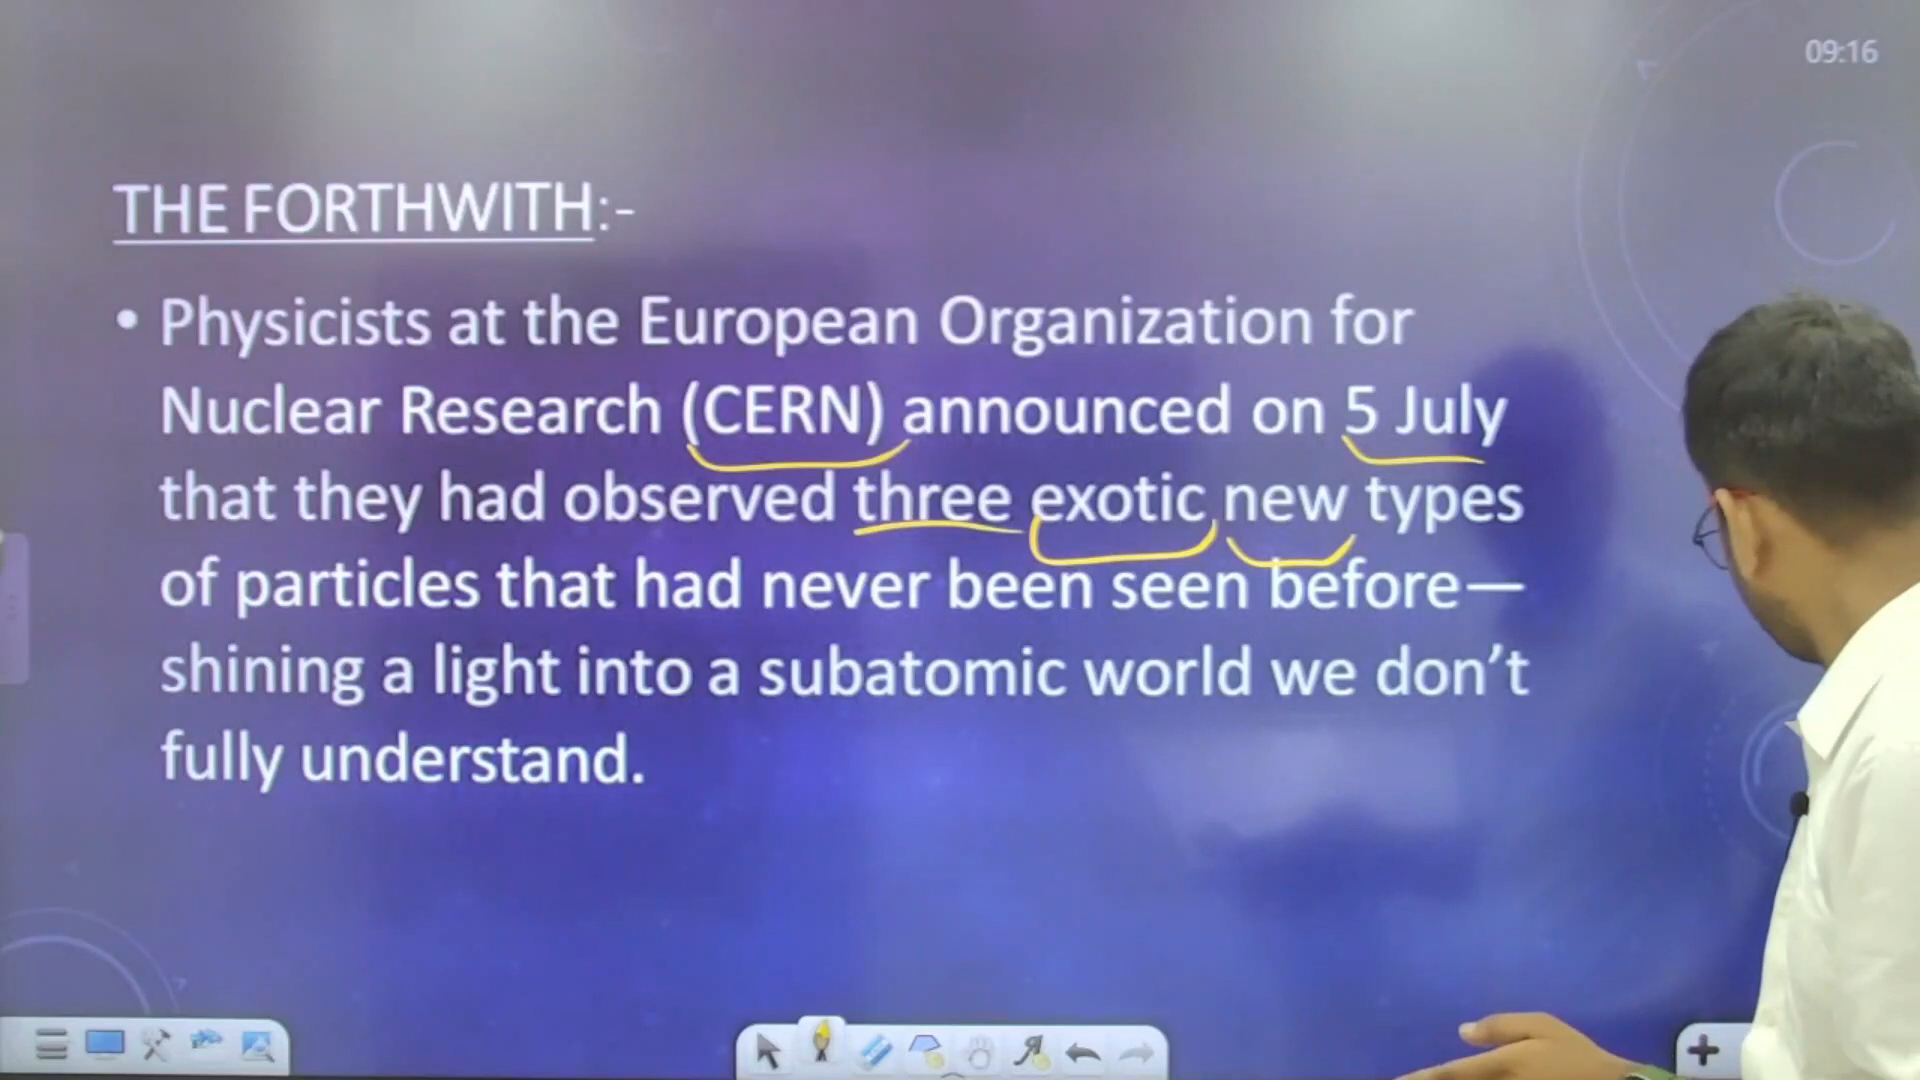 09:16
THE FORTHWITH:-
• Physicists at the European Organization for
Nuclear Research (CERN) announced on 5 July
that they had observed three exotic new types
of particles that had never been seen before—
shining a light into a subatomic world we don’t
fully understand.